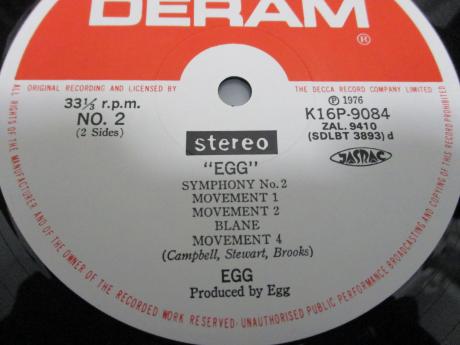 DERAM
®
ORIGINAL RECORDING AND LICENSED BY
THE DECCA RECORD COMPANY LIMITED
33⅓ r.p.m.
NO. 2
(2 Sides)
stereo
Ⓟ 1976
K16P-9084
ZAL. 9410
(SDLBT 3893) d
JASRAC
"EGG"
SYMPHONY No.2
MOVEMENT 1
MOVEMENT 2
BLANE
MOVEMENT 4
(Campbell, Stewart, Brooks)
EGG
Produced by Egg
ALL RIGHTS OF THE MANUFACTURER AND OF THE OWNER OF THE RECORDED WORK RESERVED·UNAUTHORISED PUBLIC PERFORMANCE BROADCASTING AND COPYING OF THIS RECORD